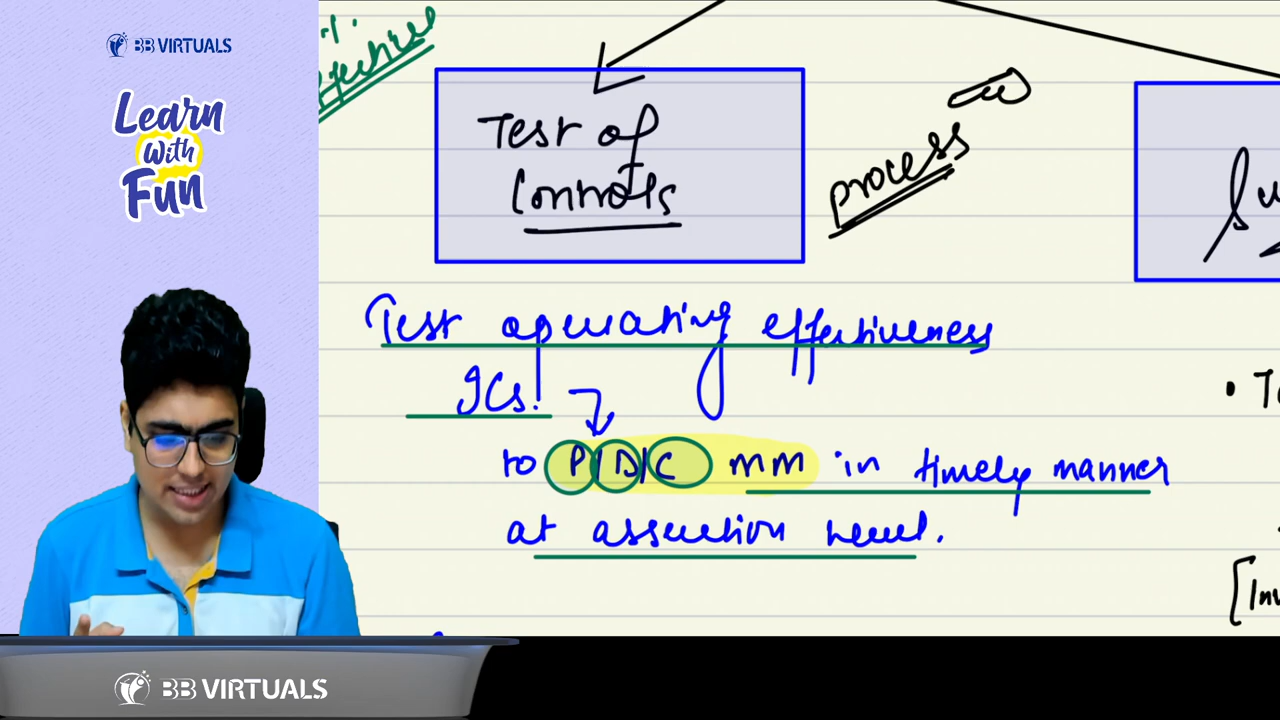 BB VIRTUALS
Learn
With
Fun
Test of
Controls
process
Test operating effectiveness
ICs.
to P/D/C MM in timely manner
at assertion level.
BB VIRTUALS